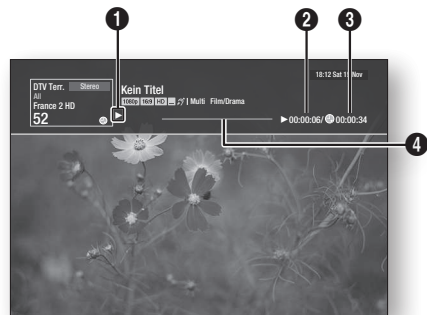 1 2 3
18:12 Sat 15 Nov
DTV Terr. Stereo
All
France 2 HD
52
Kein Titel
1080p 16:9 HD | Multi Film/Drama
▶ 00:00:06/ 00:00:34
4